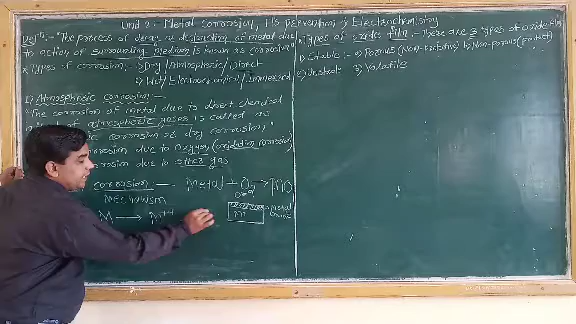 Unit 2 - Metal corrosion, It's prevention & Electrochemistry
Defn:- "The process of decay or destruction of metal due
to action of surrounding medium is known as corrosion"
* Types of corrosion :- 1) Dry / Atmospheric / Direct
2) Wet / Electrochemical / Immersed
1) Atmospheric corrosion :-
"The corrosion of metal due to direct chemical
of atmospheric gases is called as
corrosion or dry corrosion.
corrosion due to Oxygen (oxidation corrosion)
corrosion due to other gas
corrosion :- Metal + O2 → MO
Mechanism
M → M++
M
Metal
* Types of oxide film :- There are 3 types of oxide film
1) Stable :- a) Porous (Non-protective) b) Non-porous (protect)
2) Unstable 3) Volatile